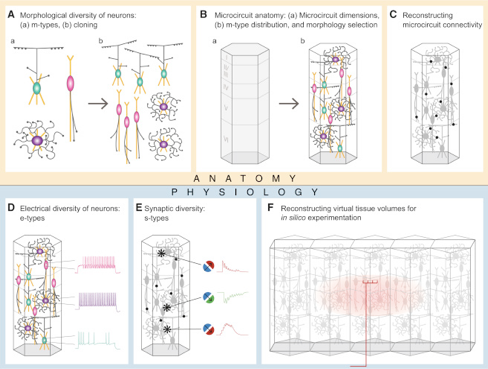 A Morphological diversity of neurons:
(a) m-types, (b) cloning
a
b
B Microcircuit anatomy: (a) Microcircuit dimensions,
(b) m-type distribution, and morphology selection
a
b
I
VI
C Reconstructing
microcircuit connectivity
ANATOMY
PHYSIOLOGY
D Electrical diversity of neurons:
e-types
E Synaptic diversity:
s-types
F Reconstructing virtual tissue volumes for
in silico experimentation